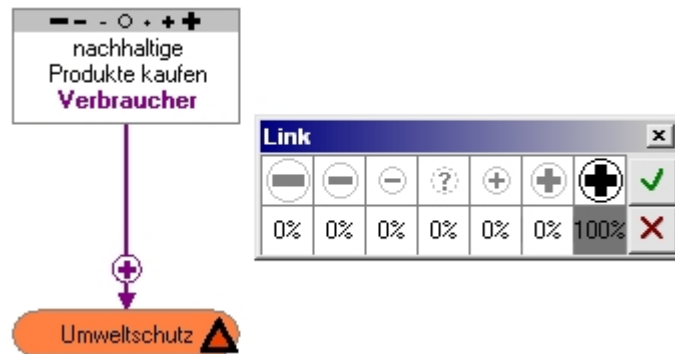 nachhaltige
Produkte kaufen
Verbraucher
Link
?
0% 0% 0% 0% 0% 0% 100%
Umweltschutz